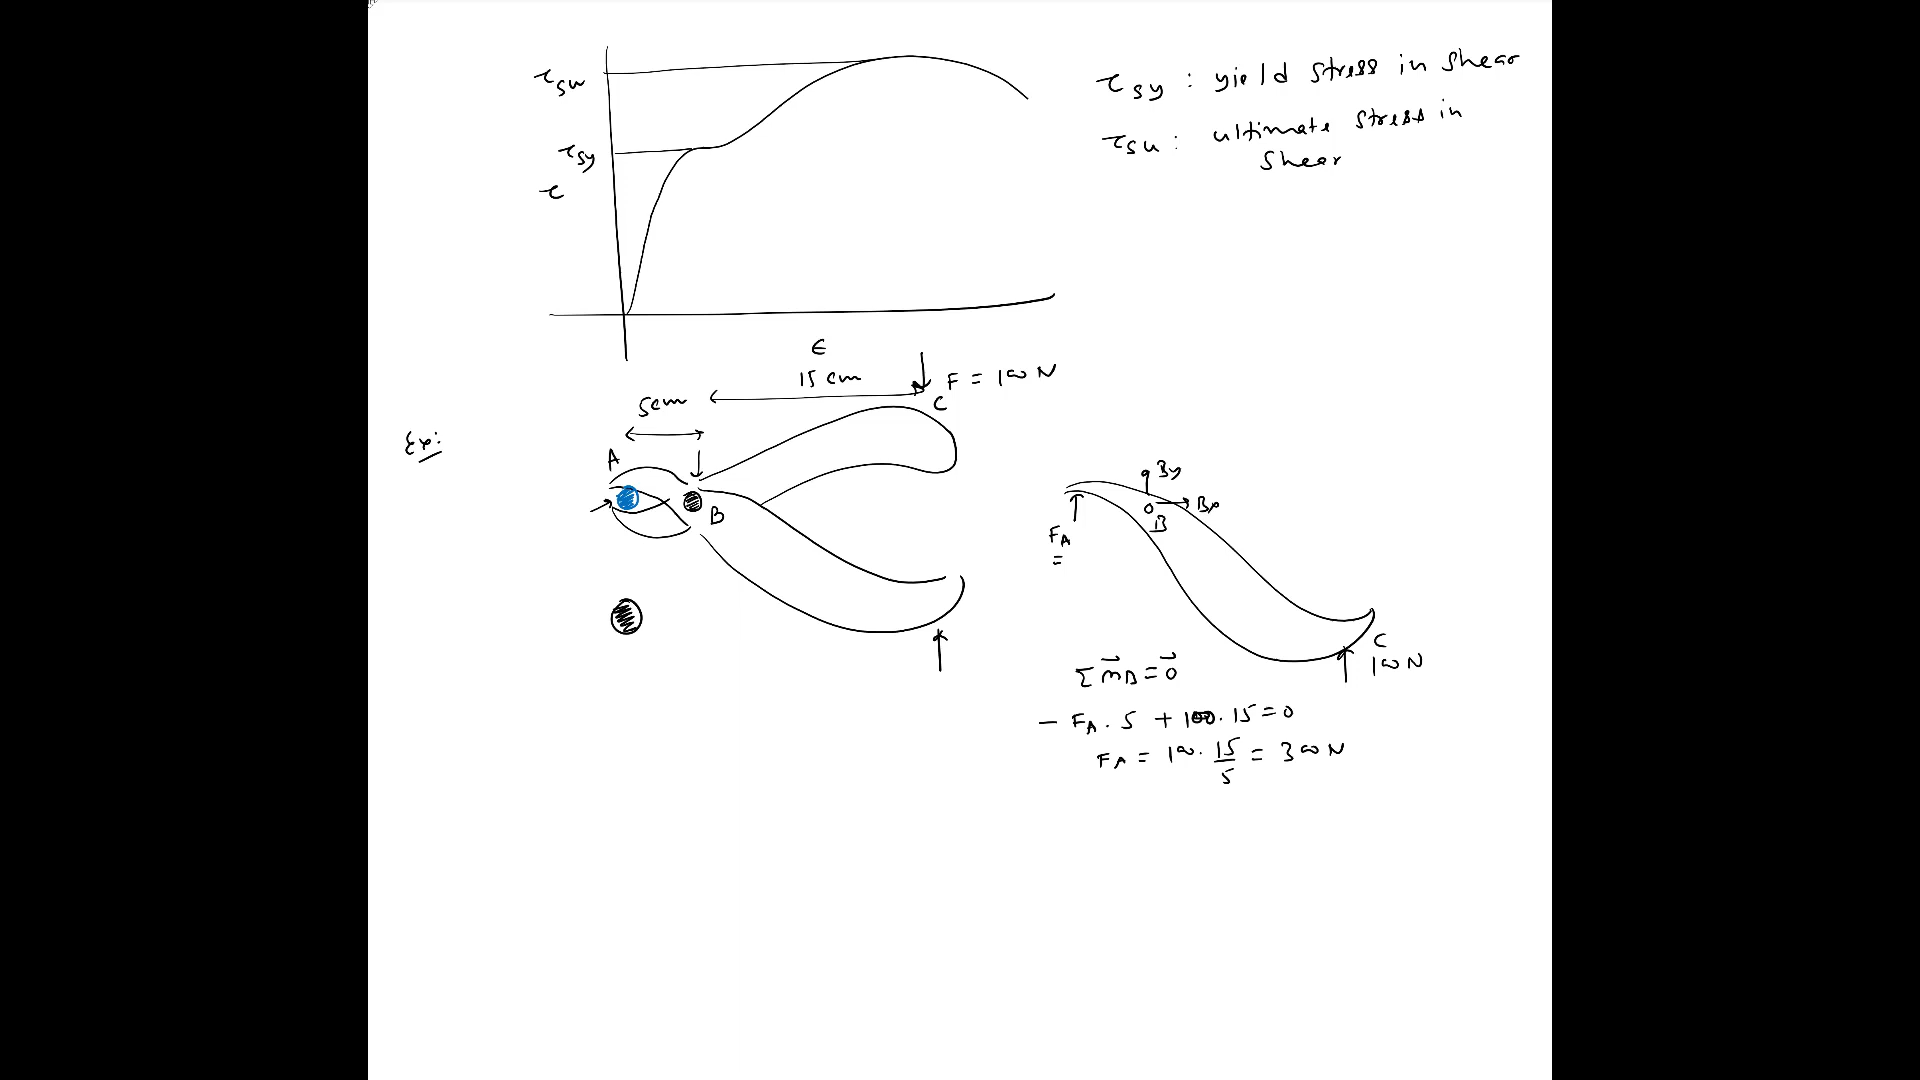 τsu
τsy : yield stress in shear
τsu : ultimate stress in
shear
τsy
τ
ϵ
15 cm
F = 100 N
5cm
C
Ex:
A
B
By
Bx
B
FA
=
C
100 N
Σ m⃗B = 0⃗
− FA . 5 + 100 . 15 = 0
FA = 100 . 15/5 = 300 N